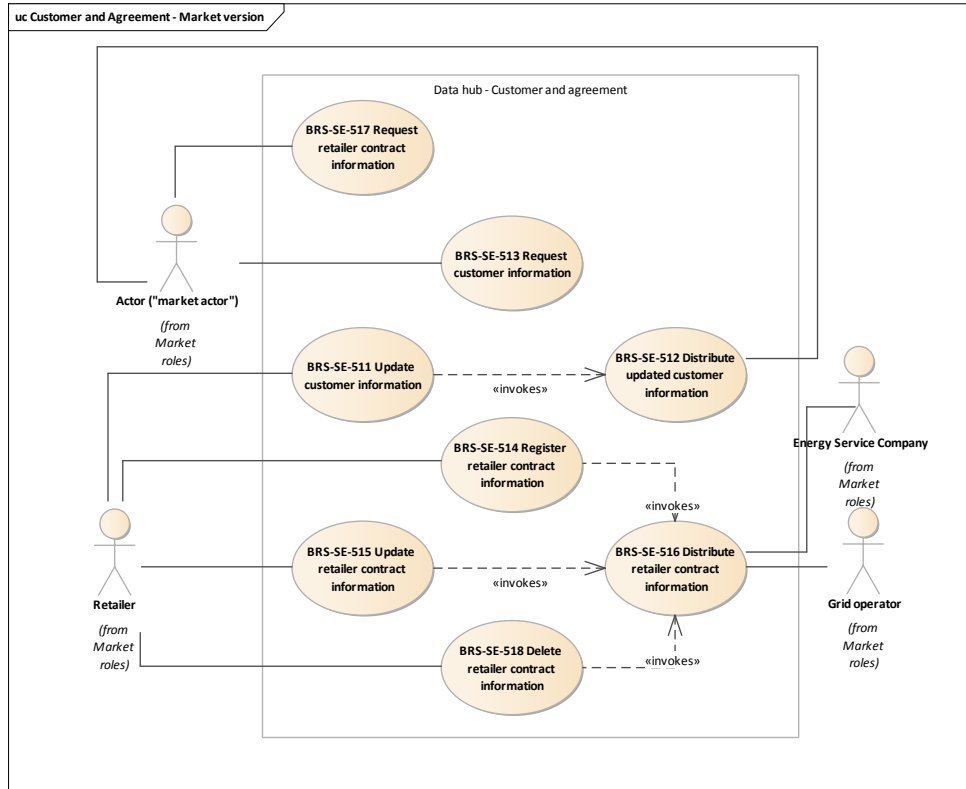 uc Customer and Agreement - Market version
Data hub - Customer and agreement
BRS-SE-517 Request
retailer contract
information
BRS-SE-513 Request
customer information
Actor ("market actor")
(from
Market
roles)
BRS-SE-511 Update
customer information
«invokes»
BRS-SE-512 Distribute
updated customer
information
Energy Service Company
(from
Market
roles)
BRS-SE-514 Register
retailer contract
information
«invokes»
BRS-SE-515 Update
retailer contract
information
«invokes»
BRS-SE-516 Distribute
retailer contract
information
Retailer
(from
Market
roles)
Grid operator
(from
Market
roles)
BRS-SE-518 Delete
retailer contract
information
«invokes»